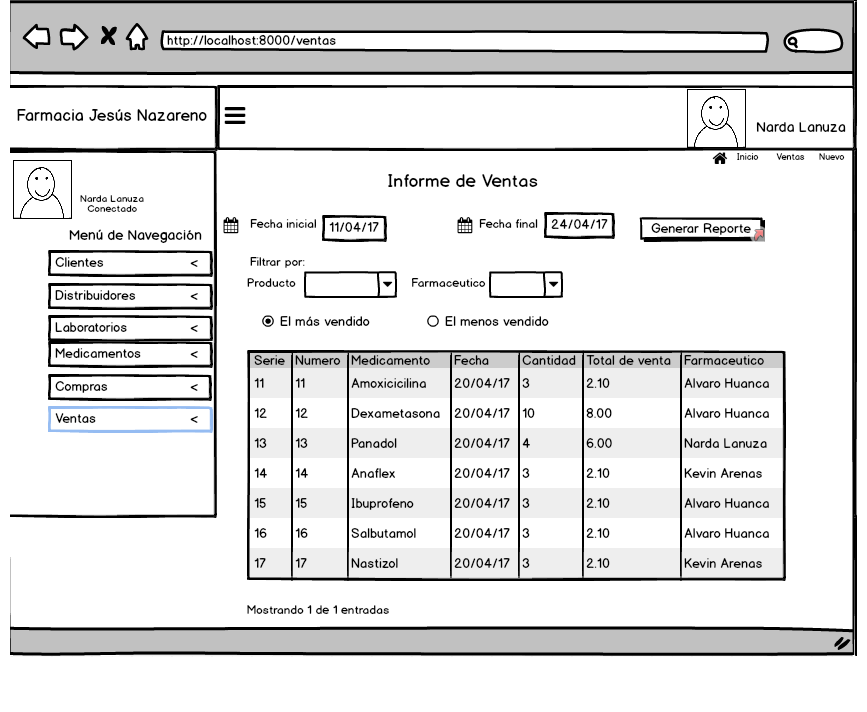 http://localhost:8000/ventas
Farmacia Jesús Nazareno
Narda Lanuza
Inicio Ventas Nuevo
Narda Lanuza
Conectado
Menú de Navegación
Clientes <
Distribuidores <
Laboratorios <
Medicamentos <
Compras <
Ventas <
Informe de Ventas
Fecha inicial 11/04/17 Fecha final 24/04/17 Generar Reporte
Filtrar por:
Producto Farmaceutico
El más vendido El menos vendido
Serie Numero Medicamento Fecha Cantidad Total de venta Farmaceutico
11 11 Amoxicicilina 20/04/17 3 2.10 Alvaro Huanca
12 12 Dexametasona 20/04/17 10 8.00 Alvaro Huanca
13 13 Panadol 20/04/17 4 6.00 Narda Lanuza
14 14 Anaflex 20/04/17 3 2.10 Kevin Arenas
15 15 Ibuprofeno 20/04/17 3 2.10 Alvaro Huanca
16 16 Salbutamol 20/04/17 3 2.10 Alvaro Huanca
17 17 Nastizol 20/04/17 3 2.10 Kevin Arenas
Mostrando 1 de 1 entradas